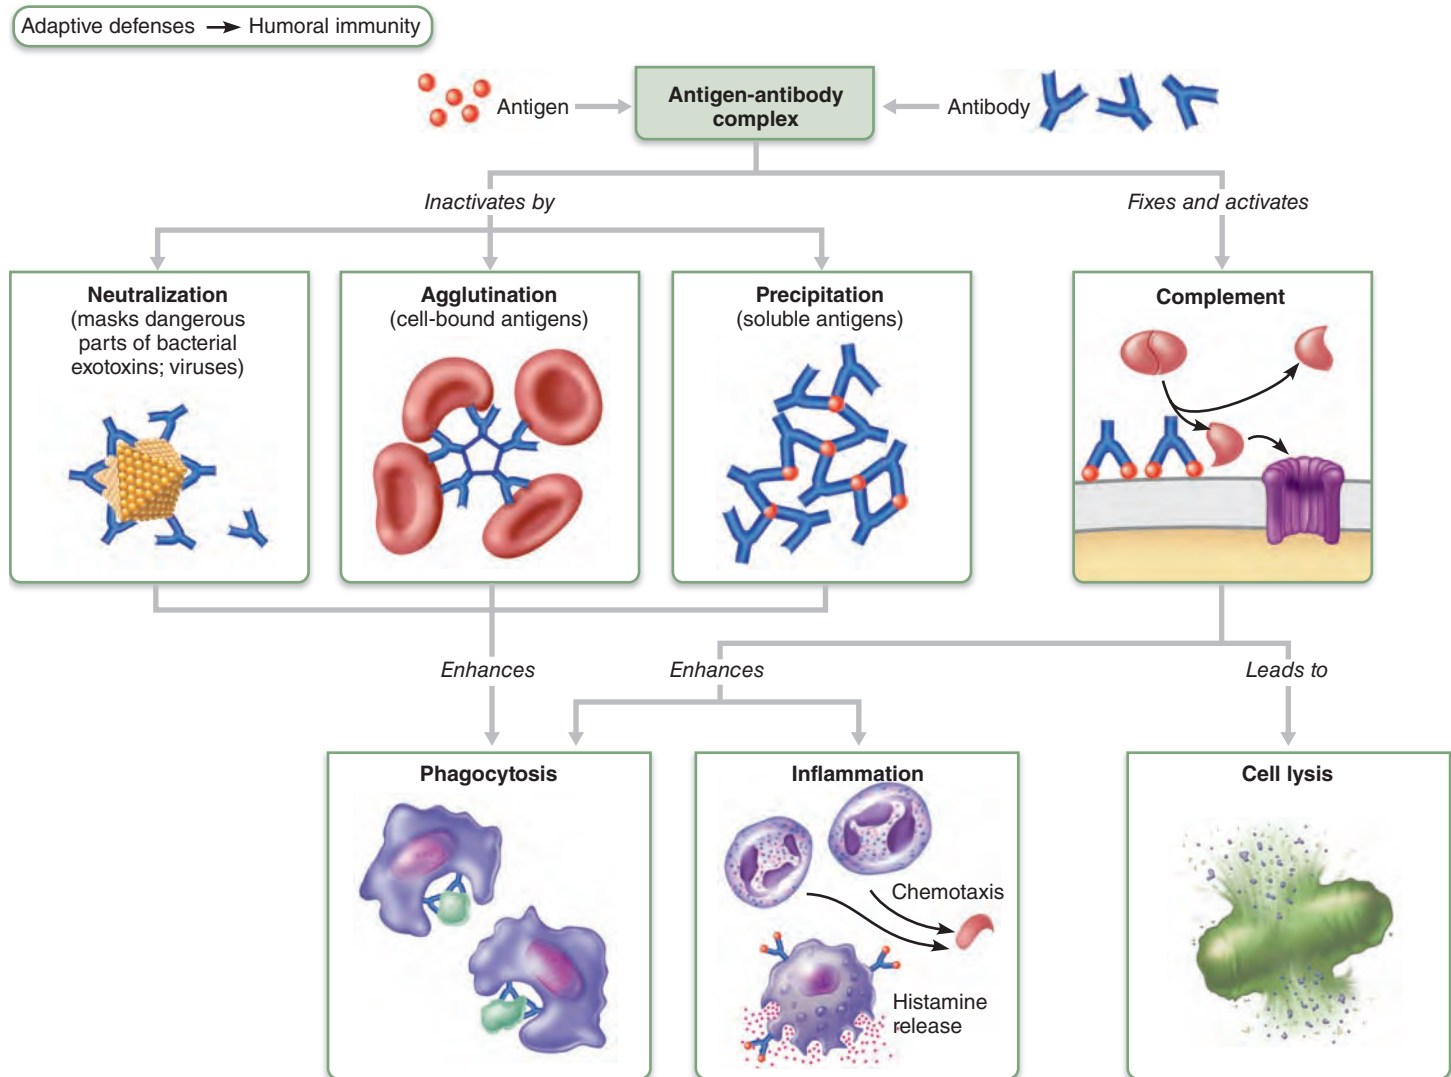 Adaptive defenses → Humoral immunity
Antigen
Antigen-antibody
complex
Antibody
Inactivates by
Fixes and activates
Neutralization
(masks dangerous
parts of bacterial
exotoxins; viruses)
Agglutination
(cell-bound antigens)
Precipitation
(soluble antigens)
Complement
Enhances
Enhances
Leads to
Phagocytosis
Inflammation
Chemotaxis
Histamine
release
Cell lysis